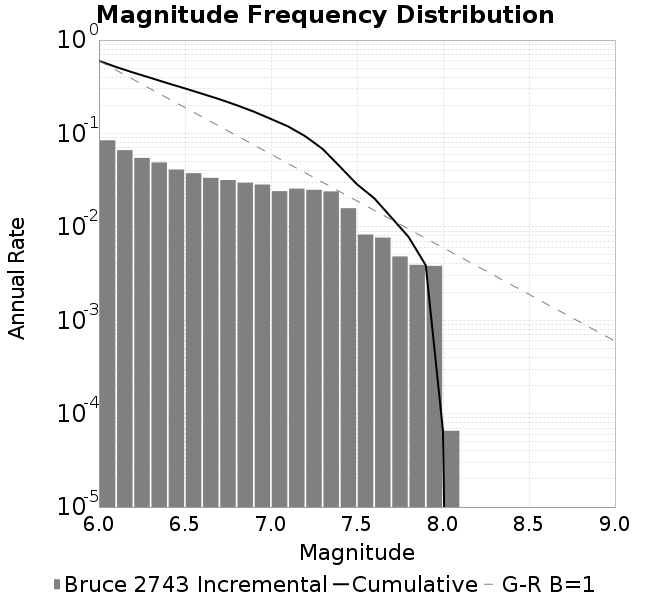 Magnitude Frequency Distribution
10^0
10^-1
10^-2
10^-3
10^-4
10^-5
Annual Rate
6.0 6.5 7.0 7.5 8.0 8.5 9.0
Magnitude
Bruce 2743 Incremental Cumulative G-R B=1